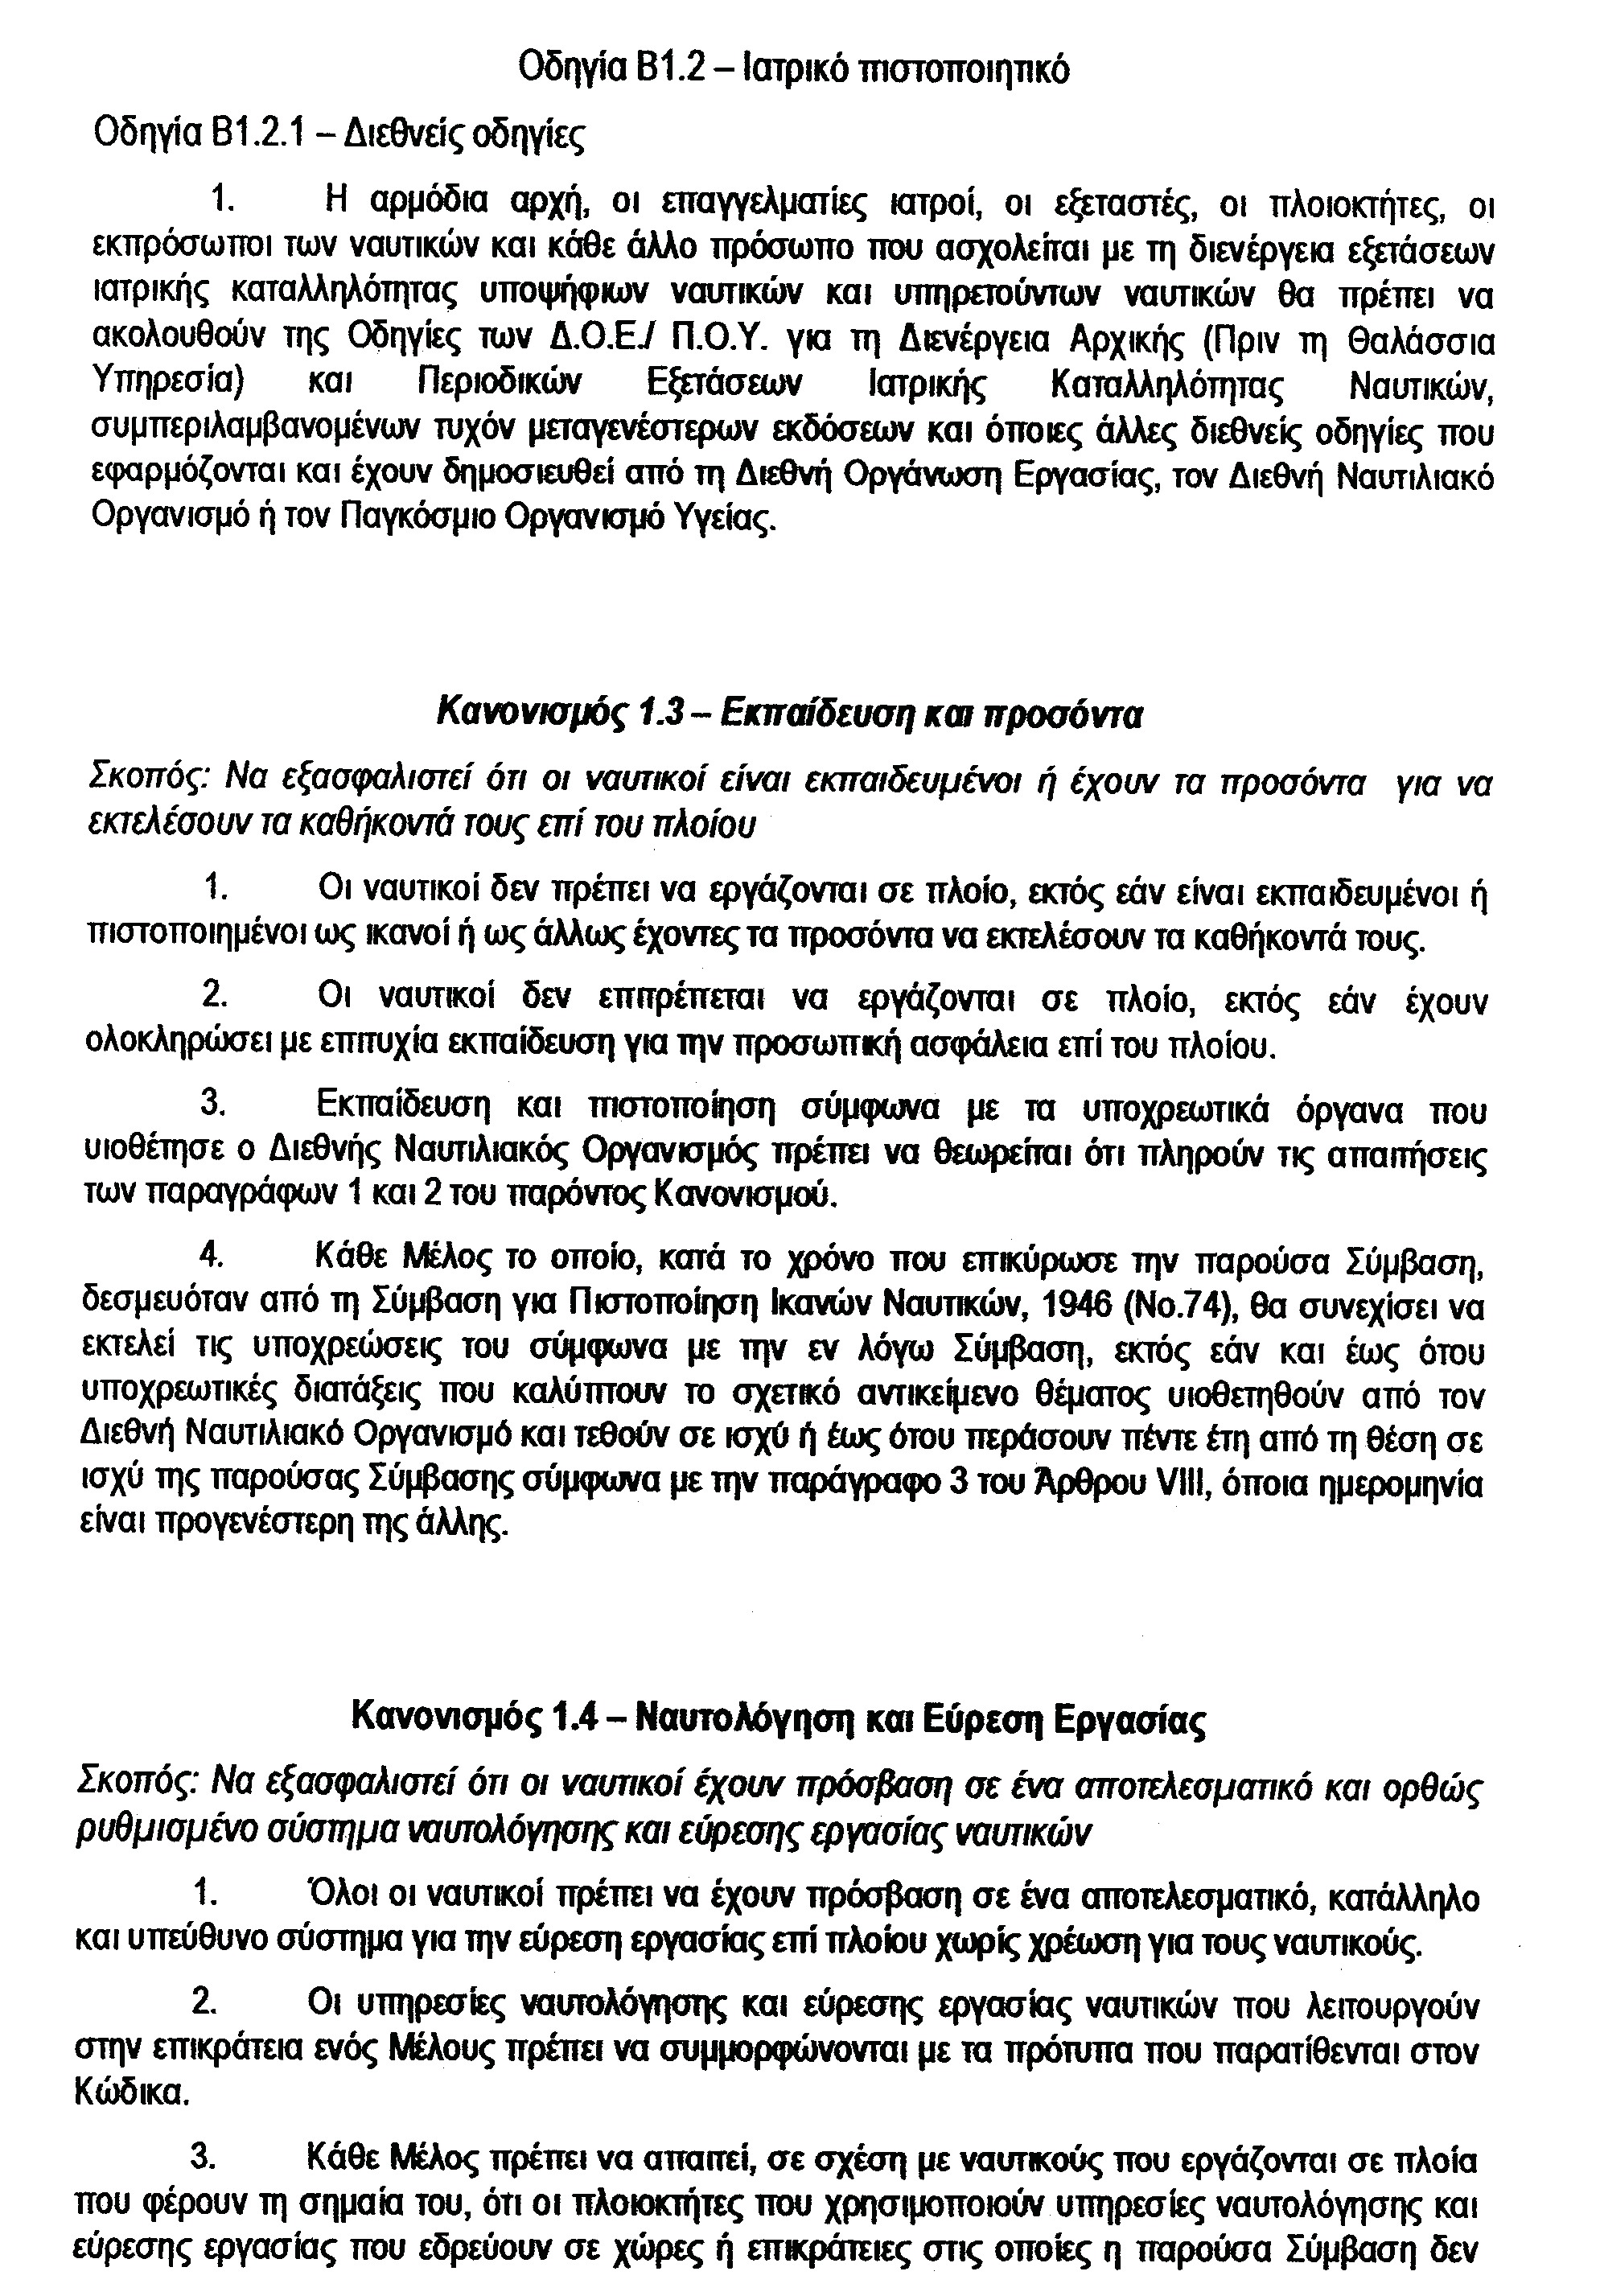 Οδηγία Β1.2 – Ιατρικό πιστοποιητικό
Οδηγία Β1.2.1 – Διεθνείς οδηγίες
1. Η αρμόδια αρχή, οι επαγγελματίες ιατροί, οι εξεταστές, οι πλοιοκτήτες, οι
εκπρόσωποι των ναυτικών και κάθε άλλο πρόσωπο που ασχολείται με τη διενέργεια εξετάσεων
ιατρικής καταλληλότητας υποψήφιων ναυτικών και υπηρετούντων ναυτικών θα πρέπει να
ακολουθούν της Οδηγίες των Δ.Ο.Ε./ Π.Ο.Υ. για τη Διενέργεια Αρχικής (Πριν τη Θαλάσσια
Υπηρεσία) και Περιοδικών Εξετάσεων Ιατρικής Καταλληλότητας Ναυτικών,
συμπεριλαμβανομένων τυχόν μεταγενέστερων εκδόσεων και όποιες άλλες διεθνείς οδηγίες που
εφαρμόζονται και έχουν δημοσιευθεί από τη Διεθνή Οργάνωση Εργασίας, τον Διεθνή Ναυτιλιακό
Οργανισμό ή τον Παγκόσμιο Οργανισμό Υγείας.
Κανονισμός 1.3 – Εκπαίδευση και προσόντα
Σκοπός: Να εξασφαλιστεί ότι οι ναυτικοί είναι εκπαιδευμένοι ή έχουν τα προσόντα για να
εκτελέσουν τα καθήκοντά τους επί του πλοίου
1. Οι ναυτικοί δεν πρέπει να εργάζονται σε πλοίο, εκτός εάν είναι εκπαιδευμένοι ή
πιστοποιημένοι ως ικανοί ή ως άλλως έχοντες τα προσόντα να εκτελέσουν τα καθήκοντά τους.
2. Οι ναυτικοί δεν επιτρέπεται να εργάζονται σε πλοίο, εκτός εάν έχουν
ολοκληρώσει με επιτυχία εκπαίδευση για την προσωπική ασφάλεια επί του πλοίου.
3. Εκπαίδευση και πιστοποίηση σύμφωνα με τα υποχρεωτικά όργανα που
υιοθέτησε ο Διεθνής Ναυτιλιακός Οργανισμός πρέπει να θεωρείται ότι πληρούν τις απαιτήσεις
των παραγράφων 1 και 2 του παρόντος Κανονισμού.
4. Κάθε Μέλος το οποίο, κατά το χρόνο που επικύρωσε την παρούσα Σύμβαση,
δεσμευόταν από τη Σύμβαση για Πιστοποίηση Ικανών Ναυτικών, 1946 (Νο.74), θα συνεχίσει να
εκτελεί τις υποχρεώσεις του σύμφωνα με την εν λόγω Σύμβαση, εκτός εάν και έως ότου
υποχρεωτικές διατάξεις που καλύπτουν το σχετικό αντικείμενο θέματος υιοθετηθούν από τον
Διεθνή Ναυτιλιακό Οργανισμό και τεθούν σε ισχύ ή έως ότου περάσουν πέντε έτη από τη θέση σε
ισχύ της παρούσας Σύμβασης σύμφωνα με την παράγραφο 3 του Άρθρου VIII, όποια ημερομηνία
είναι προγενέστερη της άλλης.
Κανονισμός 1.4 – Ναυτολόγηση και Εύρεση Εργασίας
Σκοπός: Να εξασφαλιστεί ότι οι ναυτικοί έχουν πρόσβαση σε ένα αποτελεσματικό και ορθώς
ρυθμισμένο σύστημα ναυτολόγησης και εύρεσης εργασίας ναυτικών
1. Όλοι οι ναυτικοί πρέπει να έχουν πρόσβαση σε ένα αποτελεσματικό, κατάλληλο
και υπεύθυνο σύστημα για την εύρεση εργασίας επί πλοίου χωρίς χρέωση για τους ναυτικούς.
2. Οι υπηρεσίες ναυτολόγησης και εύρεσης εργασίας ναυτικών που λειτουργούν
στην επικράτεια ενός Μέλους πρέπει να συμμορφώνονται με τα πρότυπα που παρατίθενται στον
Κώδικα.
3. Κάθε Μέλος πρέπει να απαιτεί, σε σχέση με ναυτικούς που εργάζονται σε πλοία
που φέρουν τη σημαία του, ότι οι πλοιοκτήτες που χρησιμοποιούν υπηρεσίες ναυτολόγησης και
εύρεσης εργασίας που εδρεύουν σε χώρες ή επικράτειες στις οποίες η παρούσα Σύμβαση δεν